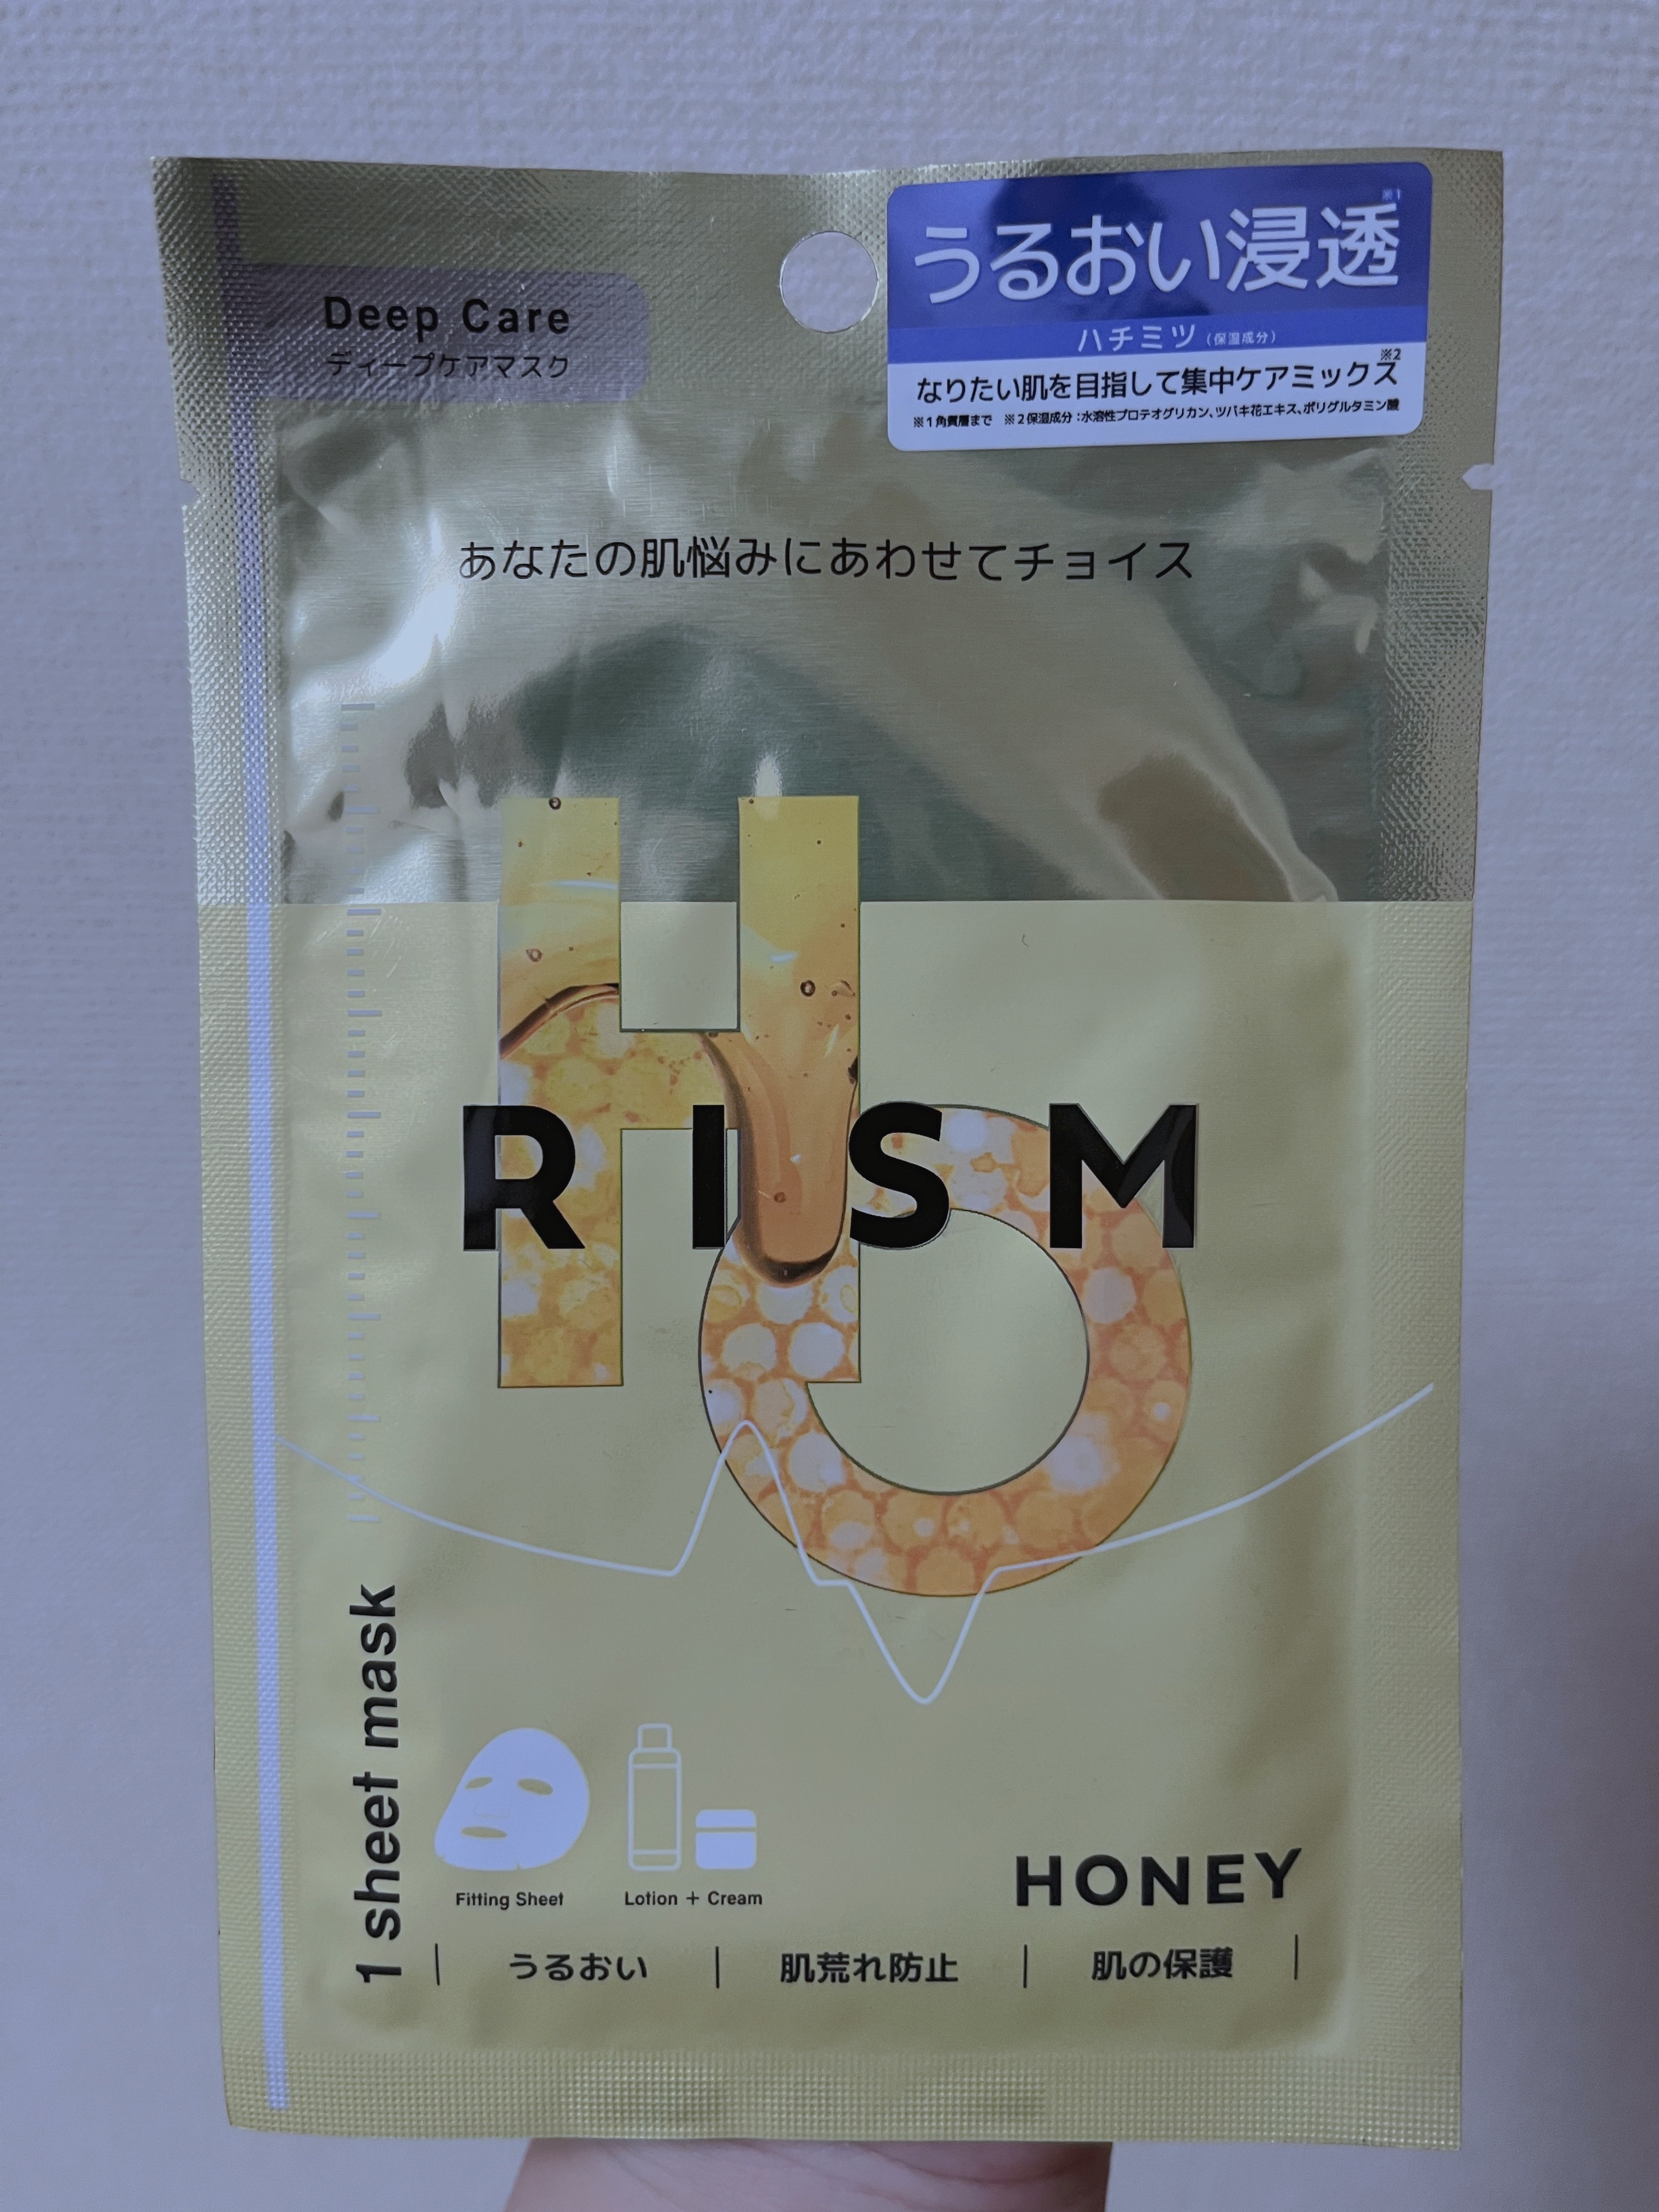 Deep Care
ディープケアマスク
うるおい浸透※1
ハチミツ（保湿成分）
なりたい肌を目指して集中ケアミックス※2
※1角質層まで ※2保湿成分：水溶性プロテオグリカン、ツバキ花エキス、ポリグルタミン酸
あなたの肌悩みにあわせてチョイス
HO
RISM
1 sheet mask
Fitting Sheet
Lotion + Cream
HONEY
うるおい | 肌荒れ防止 | 肌の保護